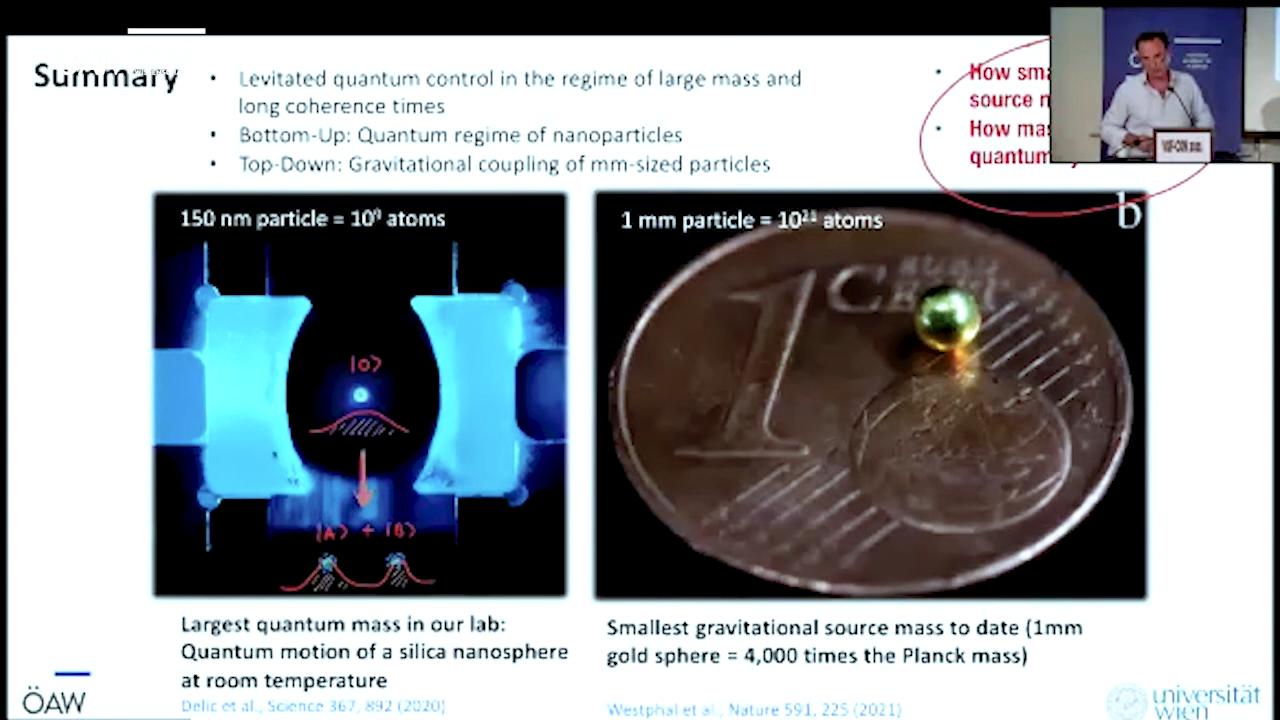 Summary
• Levitated quantum control in the regime of large mass and
long coherence times
• Bottom-Up: Quantum regime of nanoparticles
• Top-Down: Gravitational coupling of mm-sized particles
• How
source
• How
quantum
150 nm particle = 10⁹ atoms
|0>
|A> + |B>
1 mm particle = 10²¹ atoms
b
1
Largest quantum mass in our lab:
Quantum motion of a silica nanosphere
at room temperature
Delic et al., Science 367, 892 (2020)
Smallest gravitational source mass to date (1mm
gold sphere = 4,000 times the Planck mass)
Westphal et al., Nature 591, 225 (2021)
ÖAW
universität
wien